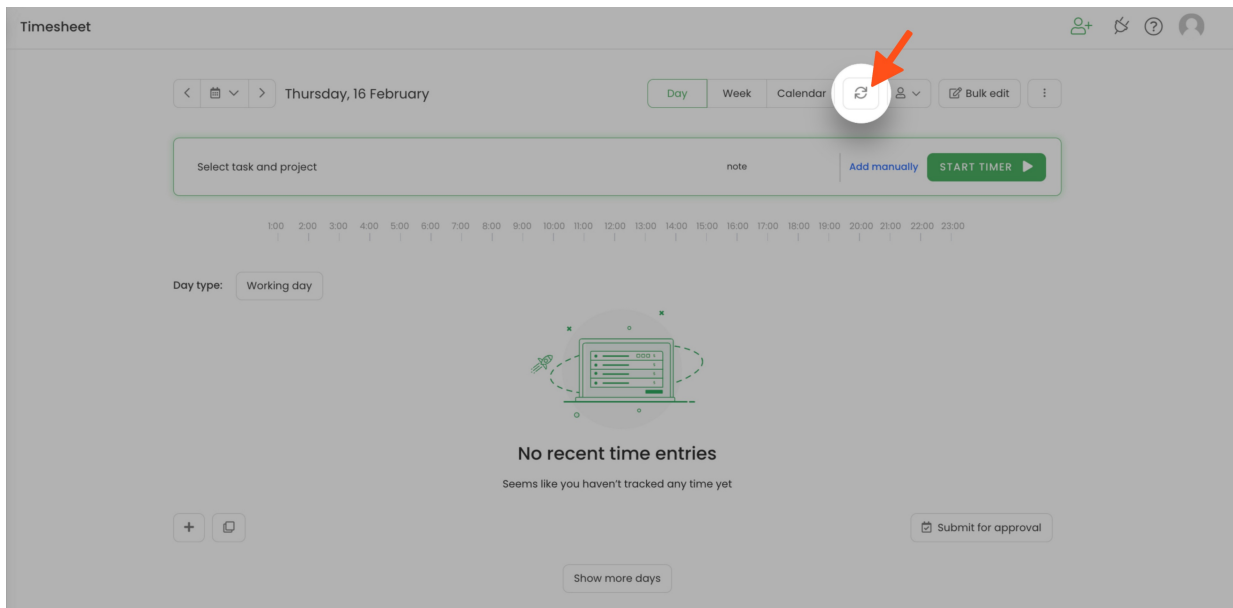 Timesheet
Thursday, 16 February
Day Week Calendar Bulk edit
Select task and project note Add manually START TIMER
1:00 2:00 3:00 4:00 5:00 6:00 7:00 8:00 9:00 10:00 11:00 12:00 13:00 14:00 15:00 16:00 17:00 18:00 19:00 20:00 21:00 22:00 23:00
Day type: Working day
No recent time entries
Seems like you haven't tracked any time yet
Submit for approval
Show more days